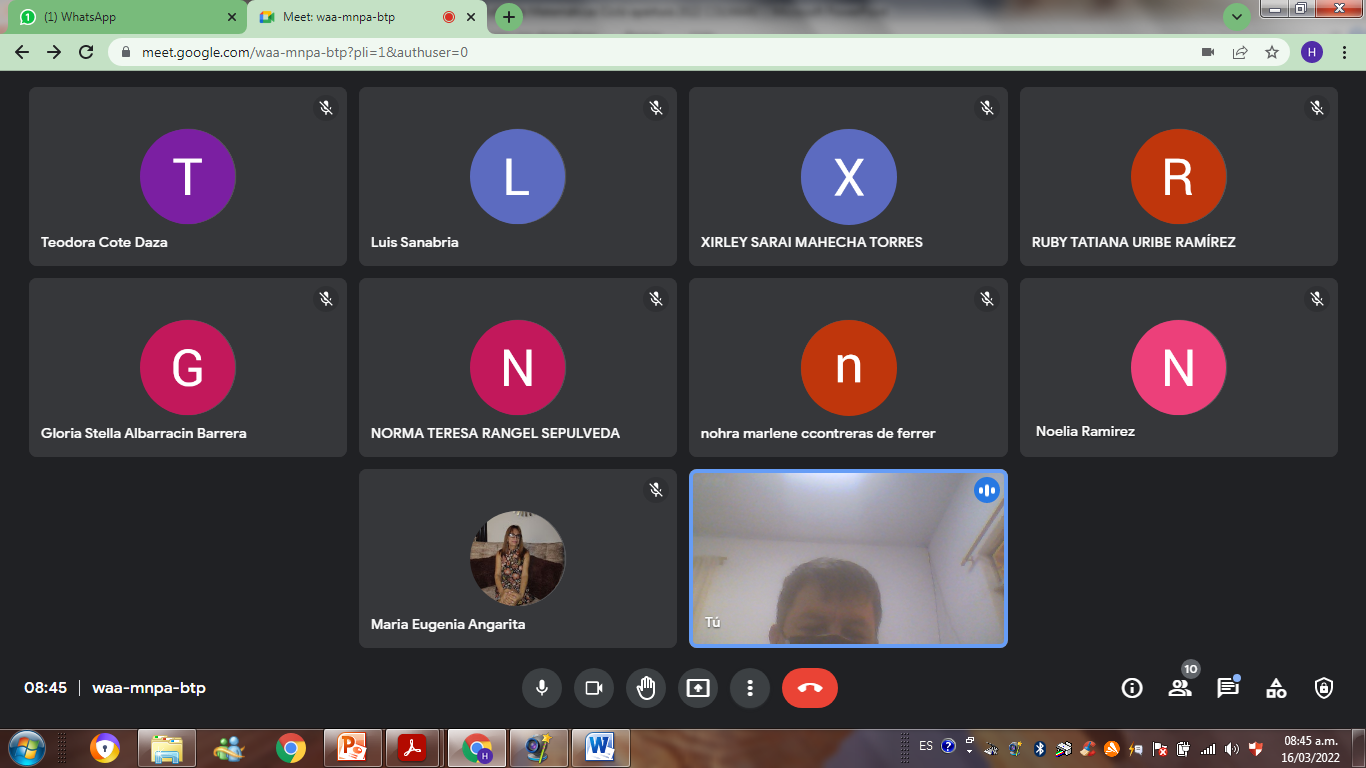 (1) WhatsApp
Meet: waa-mnpa-btp
meet.google.com/waa-mnpa-btp?pli=1&authuser=0
H
T
Teodora Cote Daza
L
Luis Sanabria
X
XIRLEY SARAI MAHECHA TORRES
R
RUBY TATIANA URIBE RAMÍREZ
G
Gloria Stella Albarracin Barrera
N
NORMA TERESA RANGEL SEPULVEDA
n
nohra marlene ccontreras de ferrer
N
Noelia Ramirez
Maria Eugenia Angarita
Tú
08:45 | waa-mnpa-btp
10
ES
08:45 a.m.
16/03/2022